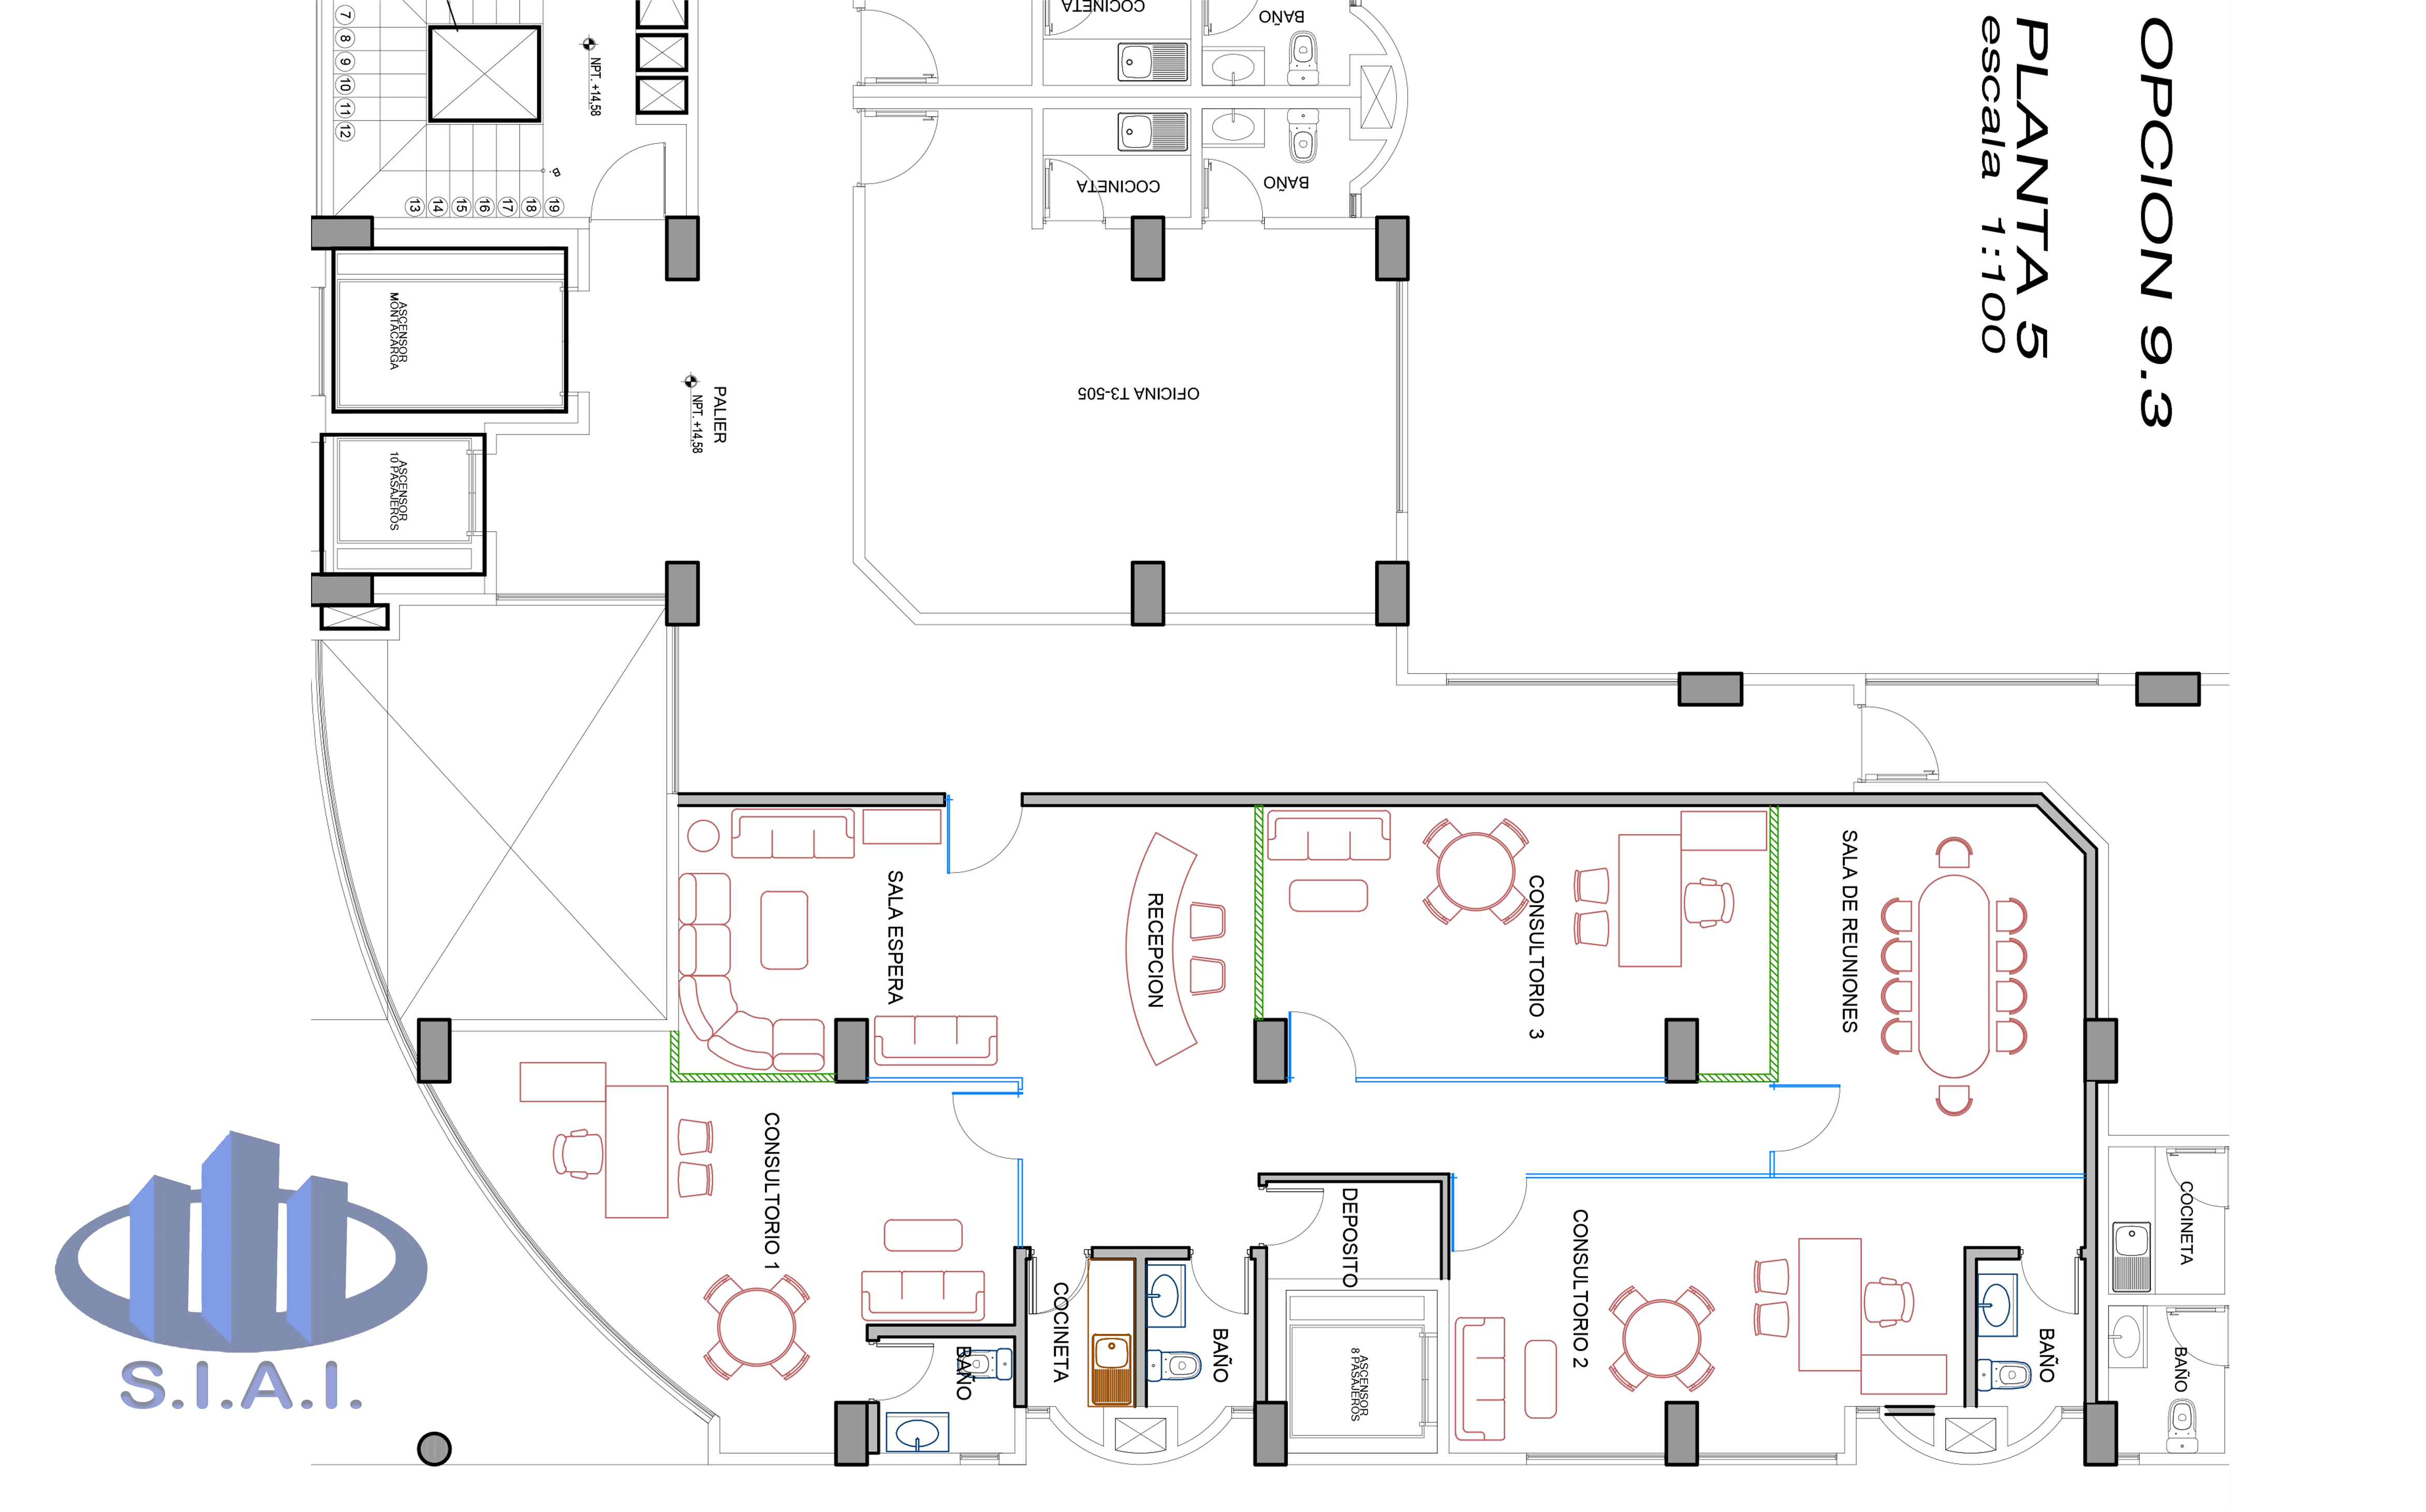 OPCION 9.3
PLANTA 5
escala 1:100
7
8
9
10
11
12
13
14
15
16
17
18
19
B.
NPT. +14,58
COCINETA
BAÑO
COCINETA
BAÑO
ASCENSOR
MONTACARGA
ASCENSOR
10 PASAJEROS
PALIER
NPT. +14,58
OFICINA T3-505
SALA ESPERA
RECEPCION
CONSULTORIO 3
SALA DE REUNIONES
CONSULTORIO 1
BAÑO
COCINETA
BAÑO
DEPOSITO
ASCENSOR
8 PASAJEROS
CONSULTORIO 2
BAÑO
COCINETA
BAÑO
S.I.A.I.